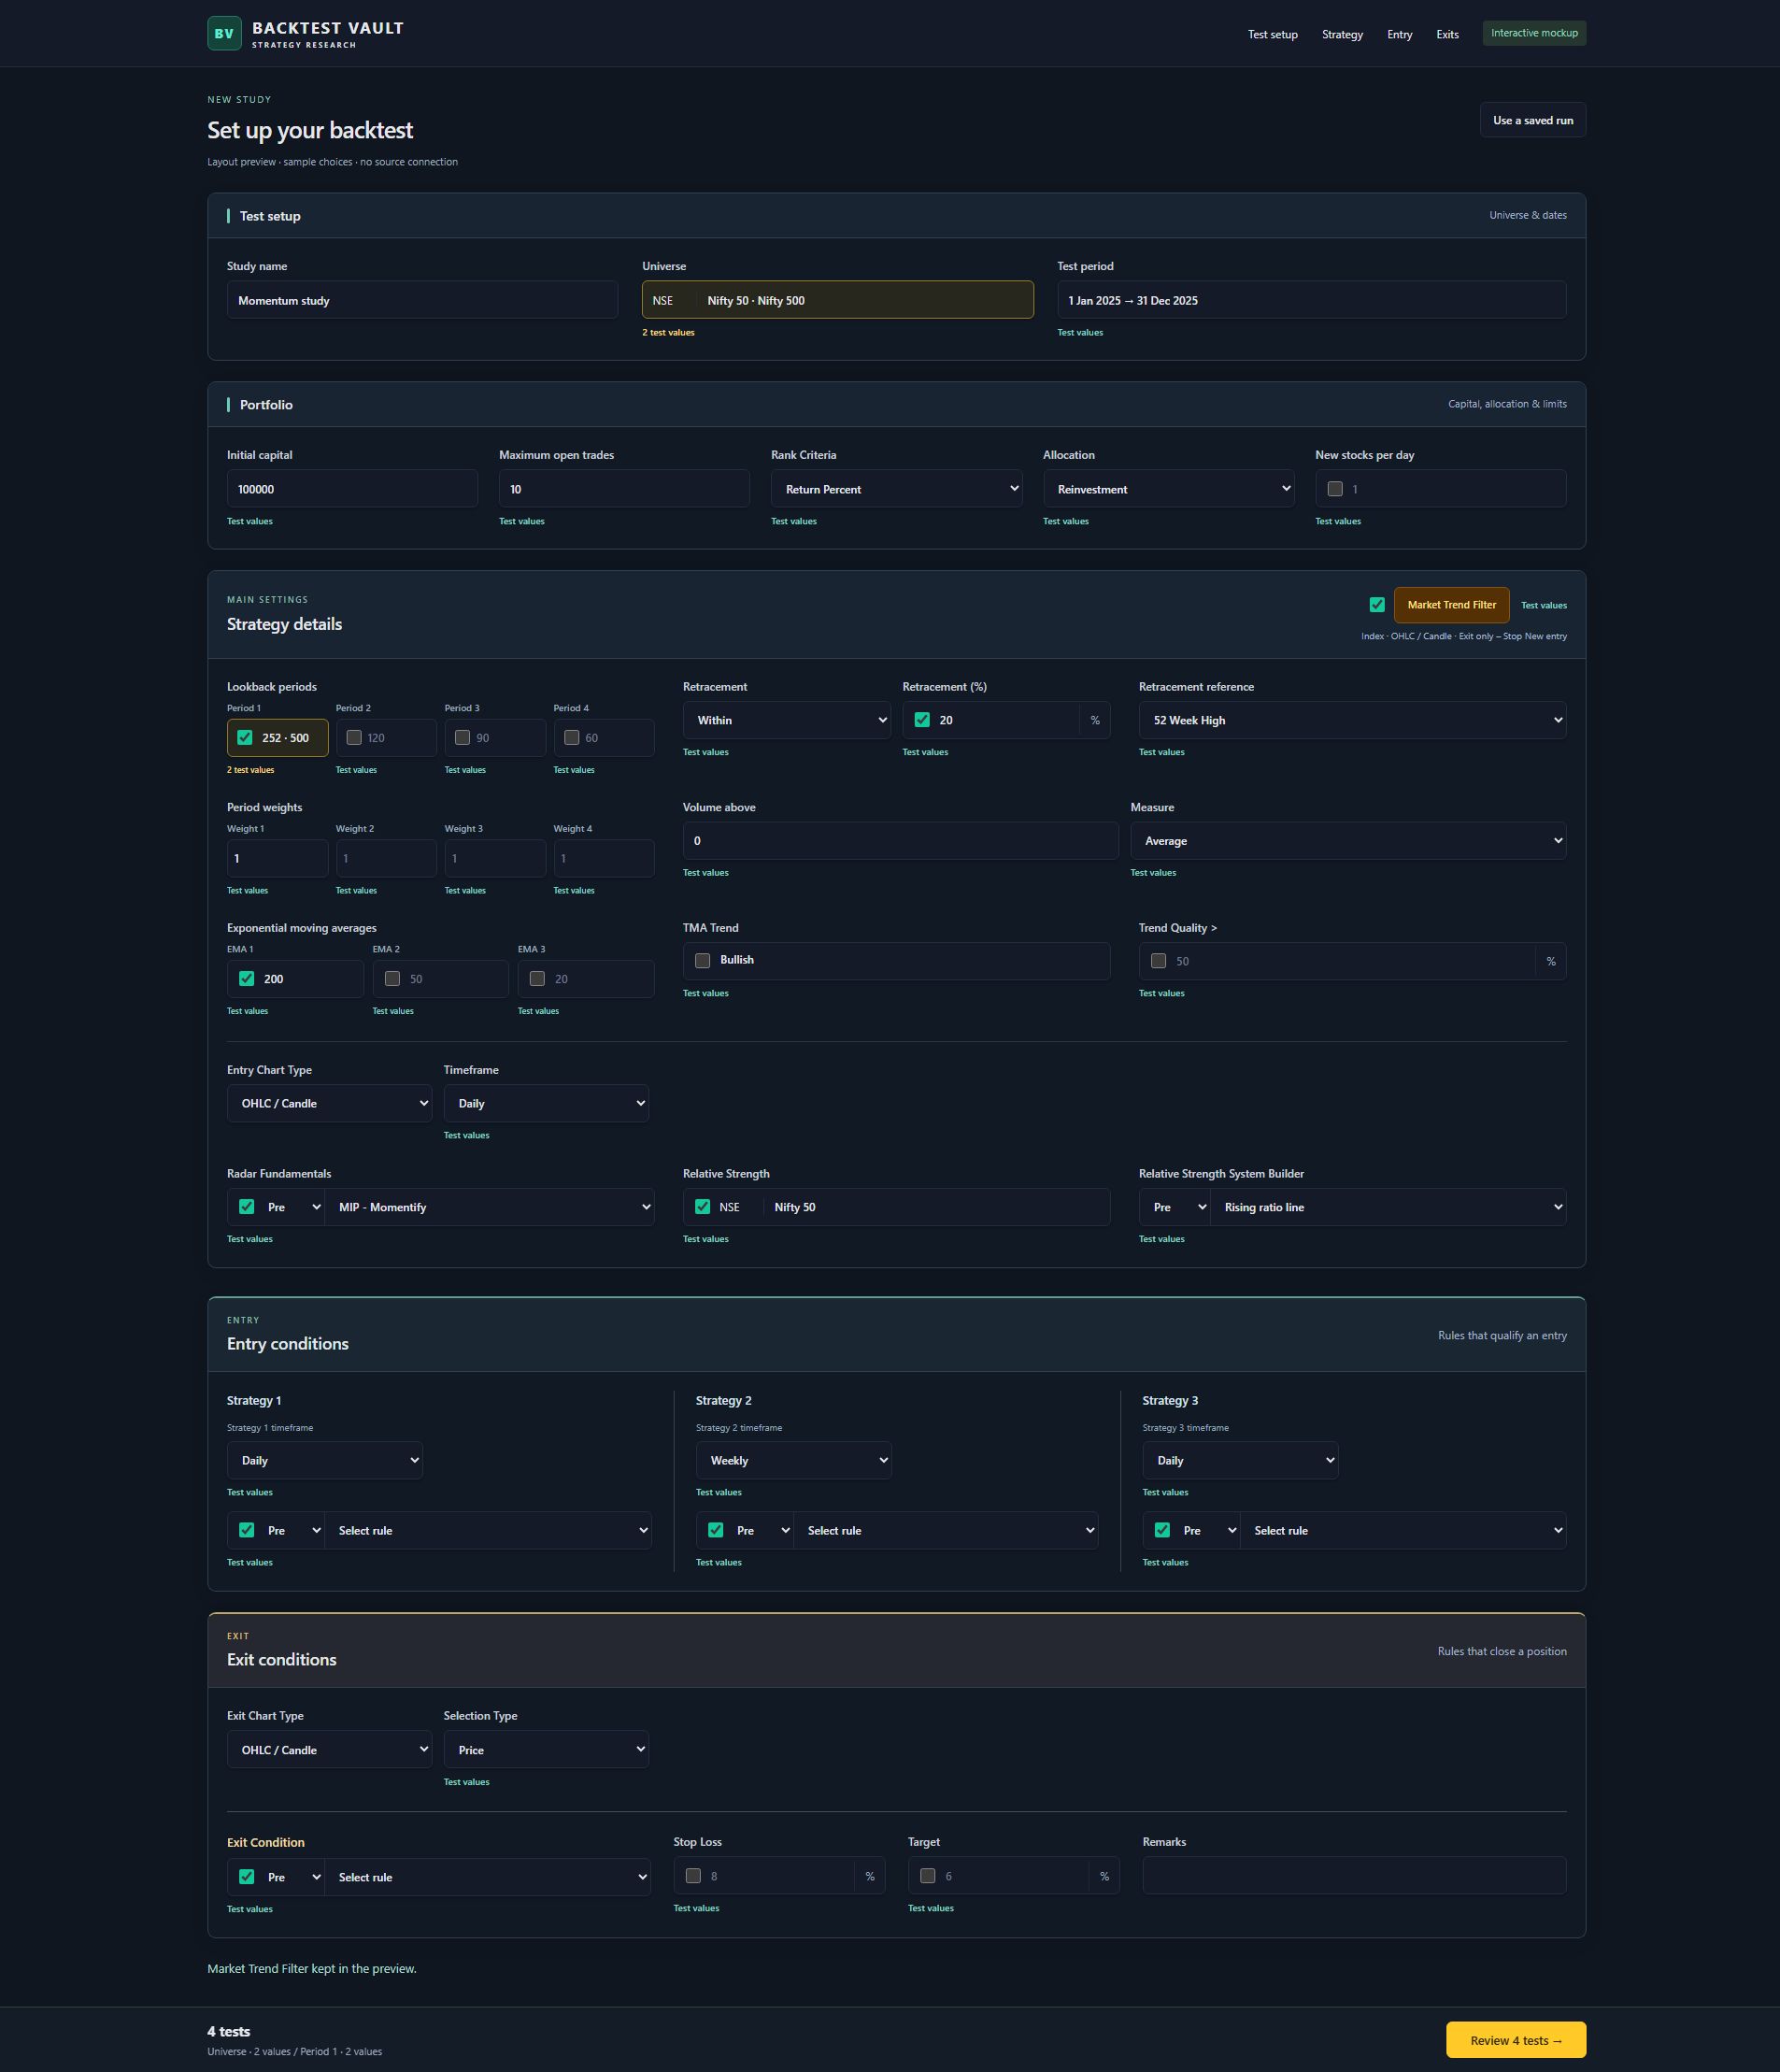 BV
BACKTEST VAULT
STRATEGY RESEARCH
Test setup Strategy Entry Exits Interactive mockup
NEW STUDY
Set up your backtest
Use a saved run
Layout preview · sample choices · no source connection
Test setup Universe & dates
Study name Universe Test period
Momentum study NSE Nifty 50 · Nifty 500 1 Jan 2025 → 31 Dec 2025
2 test values Test values
Portfolio Capital, allocation & limits
Initial capital Maximum open trades Rank Criteria Allocation New stocks per day
100000 10 Return Percent Reinvestment 1
Test values Test values Test values Test values Test values
MAIN SETTINGS
Strategy details
Market Trend Filter Test values
Index · OHLC / Candle · Exit only – Stop New entry
Lookback periods Retracement Retracement (%) Retracement reference
Period 1 Period 2 Period 3 Period 4
252 · 500 120 90 60 Within 20 % 52 Week High
2 test values Test values Test values Test values Test values Test values Test values
Period weights Volume above Measure
Weight 1 Weight 2 Weight 3 Weight 4
1 1 1 1 0 Average
Test values Test values Test values Test values Test values Test values
Exponential moving averages TMA Trend Trend Quality >
EMA 1 EMA 2 EMA 3
200 50 20 Bullish 50 %
Test values Test values Test values Test values Test values
Entry Chart Type Timeframe
OHLC / Candle Daily
Test values
Radar Fundamentals Relative Strength Relative Strength System Builder
Pre MIP - Momentify NSE Nifty 50 Pre Rising ratio line
Test values Test values Test values
ENTRY
Entry conditions
Rules that qualify an entry
Strategy 1 Strategy 2 Strategy 3
Strategy 1 timeframe Strategy 2 timeframe Strategy 3 timeframe
Daily Weekly Daily
Test values Test values Test values
Pre Select rule Pre Select rule Pre Select rule
Test values Test values Test values
EXIT
Exit conditions
Rules that close a position
Exit Chart Type Selection Type
OHLC / Candle Price
Test values
Exit Condition Stop Loss Target Remarks
Pre Select rule 8 % 6 %
Test values Test values Test values
Market Trend Filter kept in the preview.
4 tests
Universe · 2 values / Period 1 · 2 values
Review 4 tests →